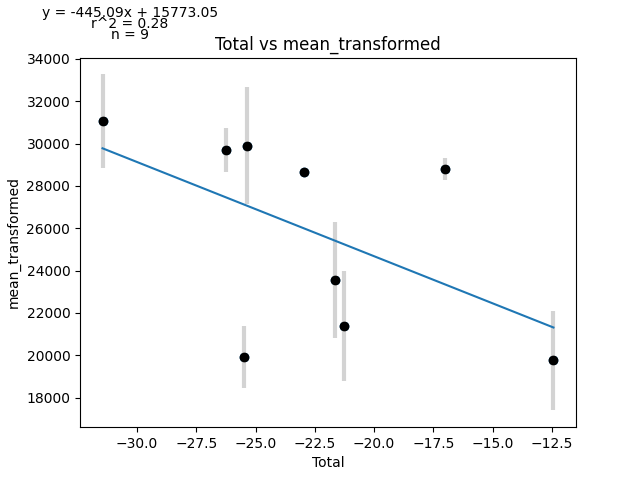 y = -445.09x + 15773.05
r^2 = 0.28
n = 9
Total vs mean_transformed
34000
32000
30000
28000
26000
24000
22000
20000
18000
mean_transformed
−30.0 −27.5 −25.0 −22.5 −20.0 −17.5 −15.0 −12.5
Total